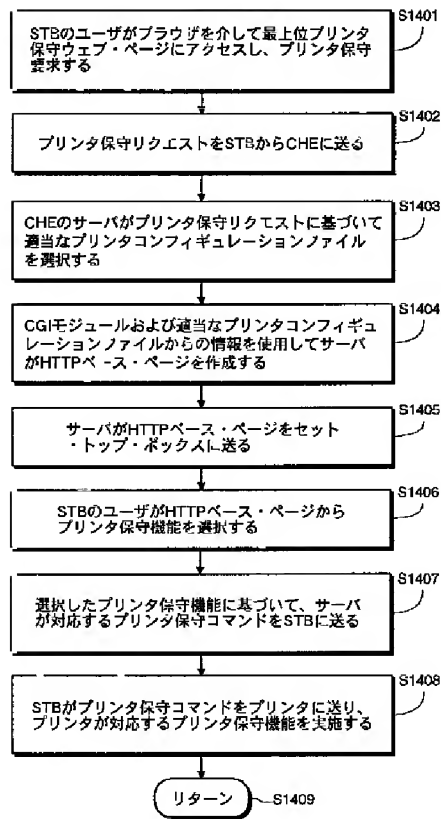 S1401
STBのユーザがブラウザを介して最上位プリンタ
保守ウェブ・ページにアクセスし、プリンタ保守
要求する
S1402
プリンタ保守リクエストをSTBからCHEに送る
S1403
CHEのサーバがプリンタ保守リクエストに基づいて
適当なプリンタコンフィギュレーションファイル
を選択する
S1404
CGIモジュールおよび適当なプリンタコンフィギュ
レーションファイルからの情報を使用してサーバ
がHTTPベース・ページを作成する
S1405
サーバがHTTPベース・ページをセット
・トップ・ボックスに送る
S1406
STBのユーザがHTTPベース・ページから
プリンタ保守機能を選択する
S1407
選択したプリンタ保守機能に基づいて、サーバ
が対応するプリンタ保守コマンドをSTBに送る
S1408
STBがプリンタ保守コマンドをプリンタに送り、
プリンタが対応するプリンタ保守機能を実施する
リターン S1409